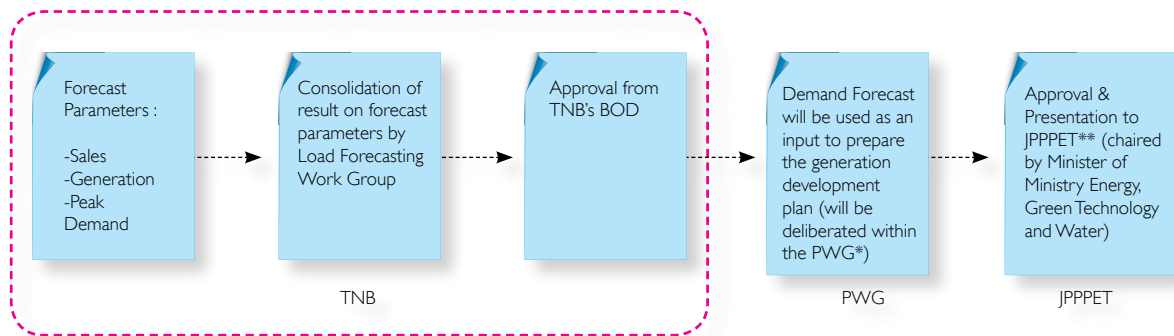 Forecast
Parameters :
-Sales
-Generation
-Peak
Demand
Consolidation of
result on forecast
parameters by
Load Forecasting
Work Group
Approval from
TNB's BOD
Demand Forecast
will be used as an
input to prepare
the generation
development
plan (will be
deliberated within
the PWG*)
Approval &
Presentation to
JPPPET** (chaired
by Minister of
Ministry Energy,
Green Technology
and Water)
TNB
PWG
JPPPET